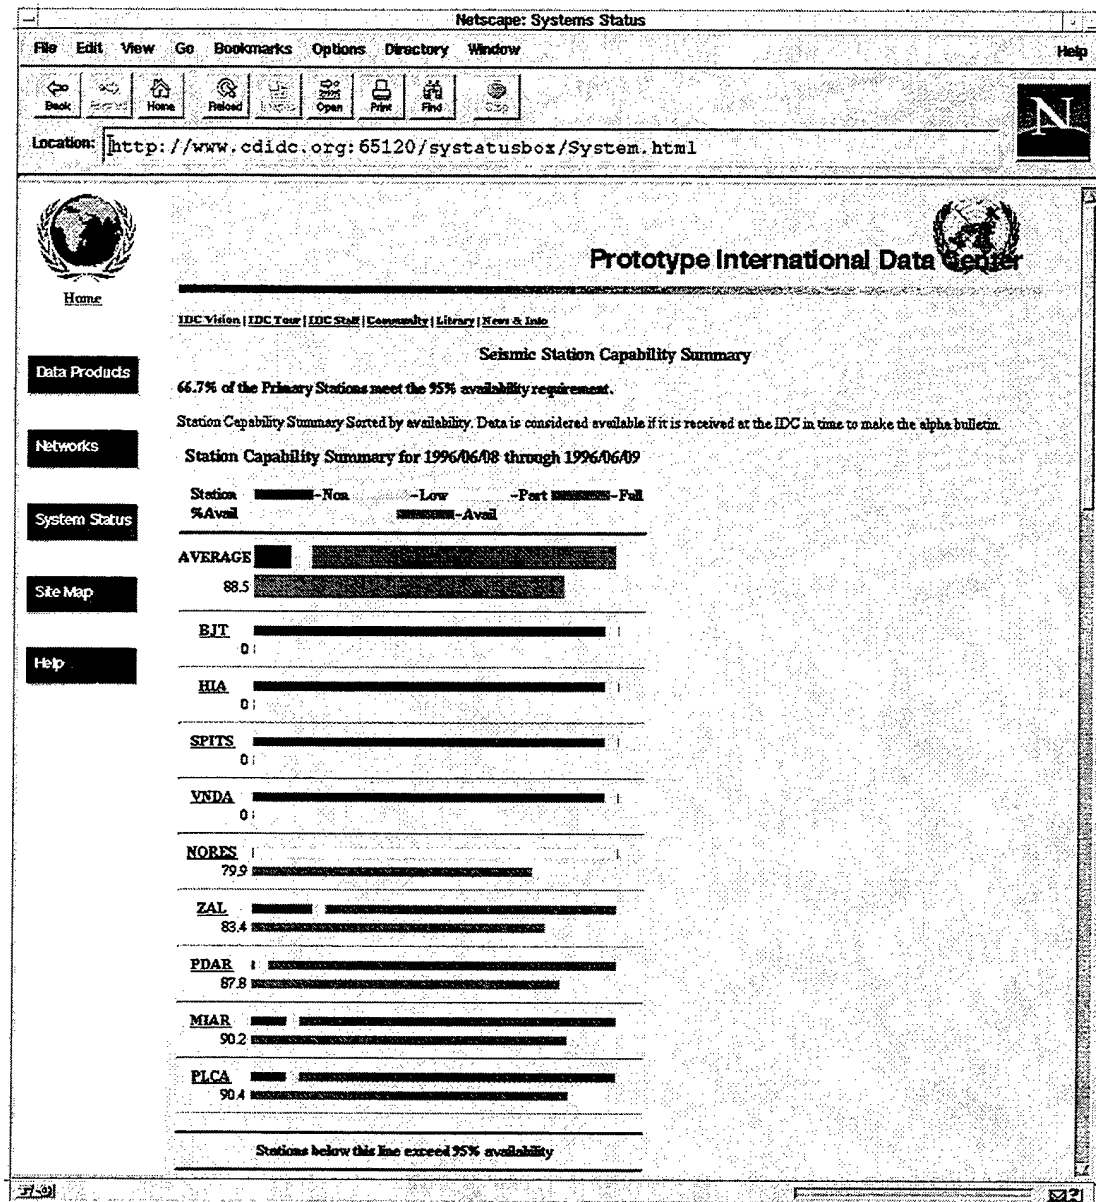 Netscape: Systems Status
File Edit View Go Bookmarks Options Directory Window Help
Back Home Reload Open Print Find
Location: http://www.cdidc.org:65120/systatusbox/System.html
Prototype International Data Center
Home
IDC Vision | IDC Tour | IDC Staff | Community | Library | News & Info
Seismic Station Capability Summary
Data Products
66.7% of the Primary Stations meet the 95% availability requirement.
Station Capability Summary Sorted by availability. Data is considered available if it is received at the IDC in time to make the alpha bulletin.
Networks
Station Capability Summary for 1996/06/08 through 1996/06/09
Station -Non -Low -Part -Full
%Avail -Avail
System Status
AVERAGE
88.5
Site Map
BJT
0
Help
HIA
0
SPITS
0
VNDA
0
NORES
79.9
ZAL
83.4
PDAR
87.8
MIAR
90.2
PLCA
90.4
Stations below this line exceed 95% availability